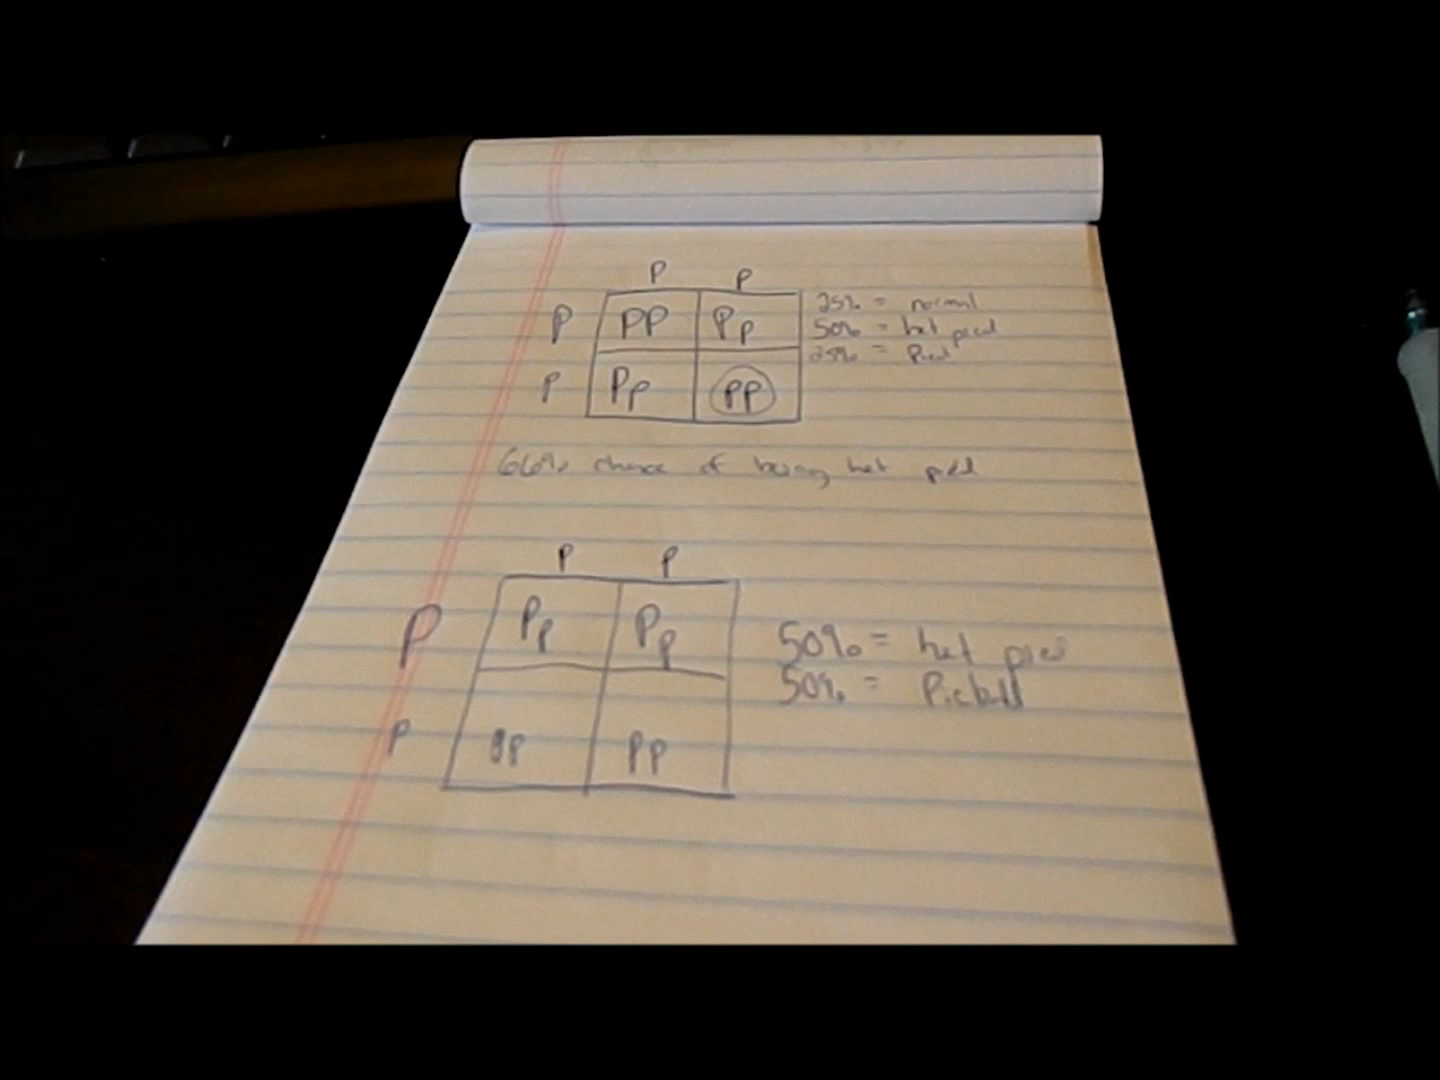 P p
P PP Pp
p Pp pp
25% = normal
50% = het pied
25% = Pied
66% chance of being het pied
p p
P Pp Pp
p pp pp
50% = het pied
50% = Piebald